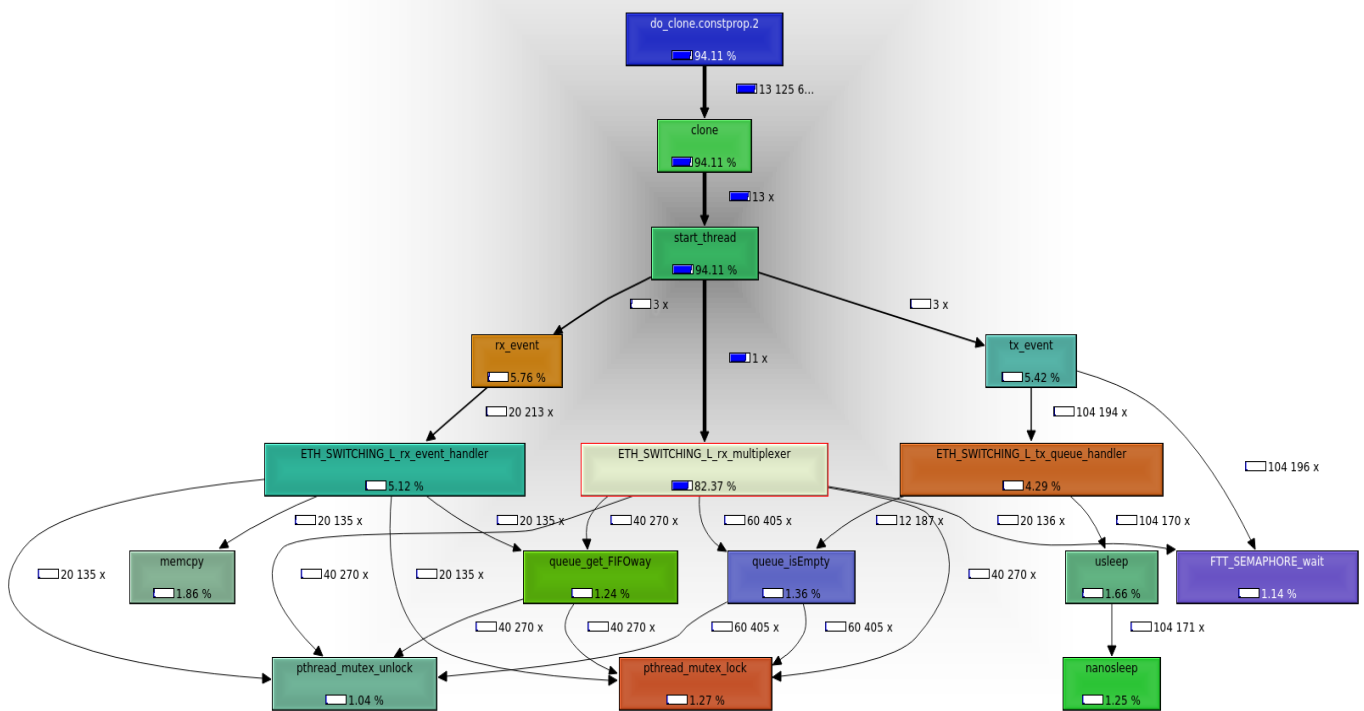 do_clone.constprop.2
94.11 %
13 125 6...
clone
94.11 %
13 x
start_thread
94.11 %
3 x
3 x
rx_event
5.76 %
1 x
tx_event
5.42 %
20 213 x
104 194 x
ETH_SWITCHING_L_rx_event_handler
5.12 %
ETH_SWITCHING_L_rx_multiplexer
82.37 %
ETH_SWITCHING_L_tx_queue_handler
4.29 %
104 196 x
20 135 x
20 135 x
40 270 x
60 405 x
12 187 x
20 136 x
104 170 x
memcpy
1.86 %
queue_get_FIFOway
1.24 %
queue_isEmpty
1.36 %
usleep
1.66 %
FTT_SEMAPHORE_wait
1.14 %
20 135 x
40 270 x
20 135 x
40 270 x
40 270 x
40 270 x
60 405 x
60 405 x
104 171 x
pthread_mutex_unlock
1.04 %
pthread_mutex_lock
1.27 %
nanosleep
1.25 %